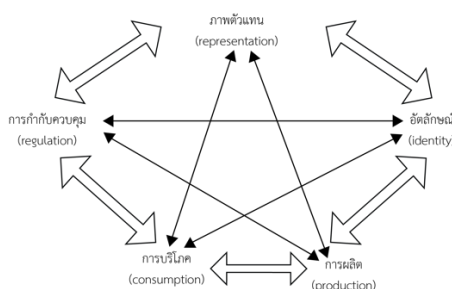 ภาพตัวแทน
(representation)
การกำกับควบคุม
(regulation)
อัตลักษณ์
(identity)
การบริโภค
(consumption)
การผลิต
(production)